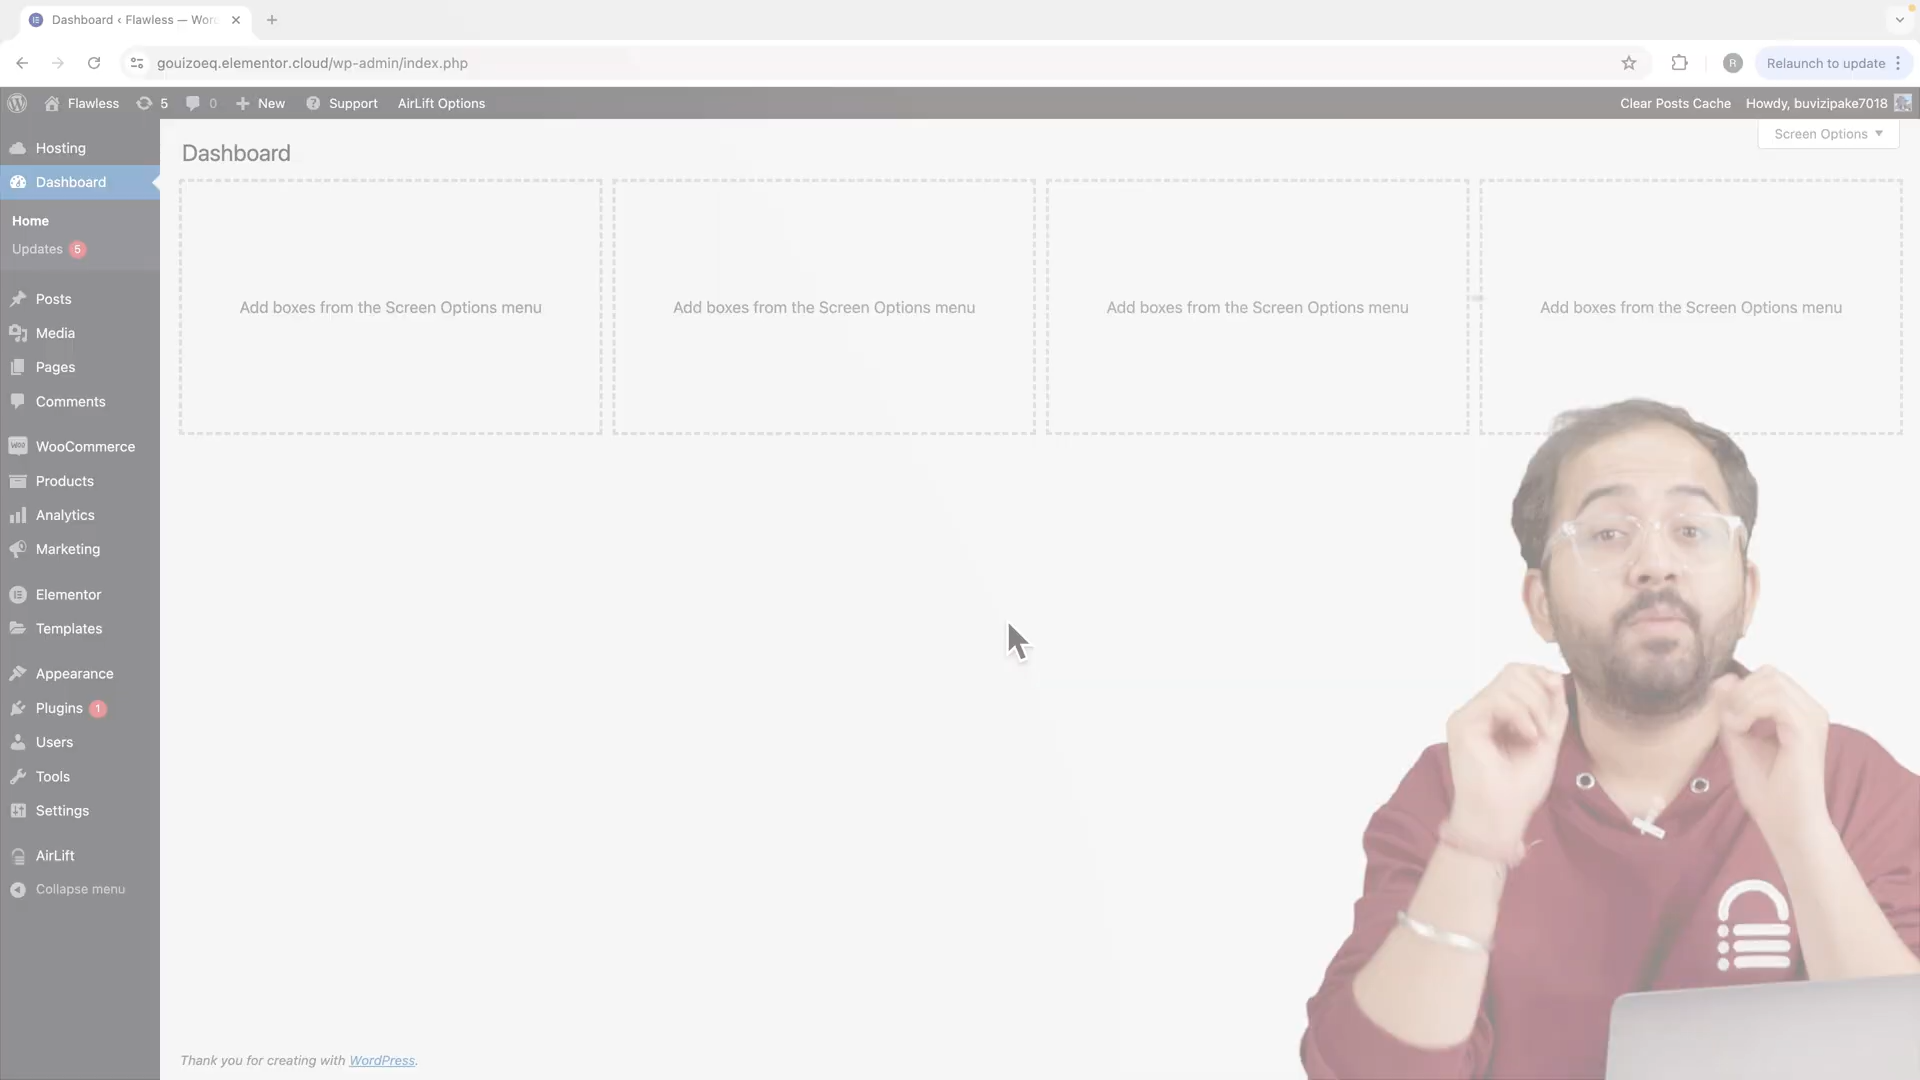 Dashboard ‹ Flawless — Wor
gouizoeq.elementor.cloud/wp-admin/index.php
R
Relaunch to update
Flawless
5
0
New
Support
AirLift Options
Clear Posts Cache
Howdy, buvizipake7018
Hosting
Dashboard
Home
Updates 5
Posts
Media
Pages
Comments
WooCommerce
Products
Analytics
Marketing
Elementor
Templates
Appearance
Plugins 1
Users
Tools
Settings
AirLift
Collapse menu
Dashboard
Screen Options
Add boxes from the Screen Options menu
Add boxes from the Screen Options menu
Add boxes from the Screen Options menu
Add boxes from the Screen Options menu
Thank you for creating with WordPress.